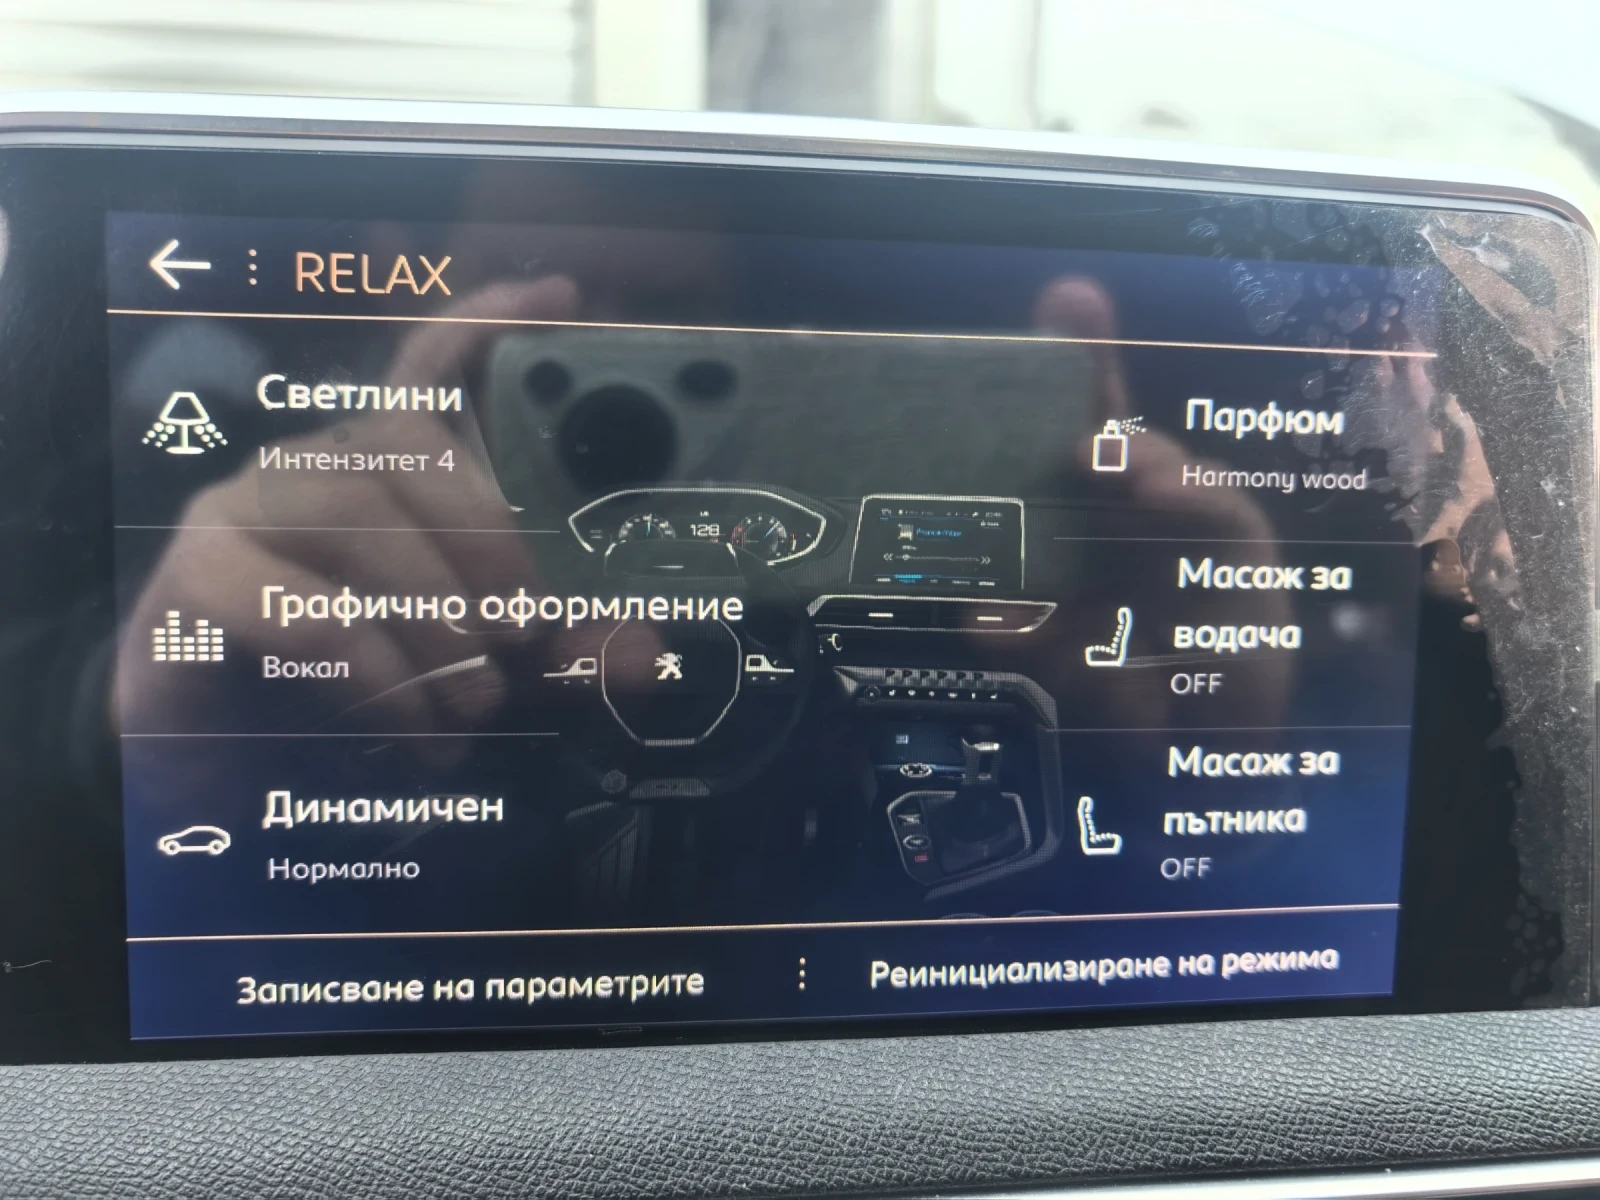 RELAX
Светлини
Интензитет 4
Графично оформление
Вокал
Динамичен
Нормално
128
Парфюм
Harmony wood
Масаж за
водача
OFF
Масаж за
пътника
OFF
Записване на параметрите
Реинициализиране на режима